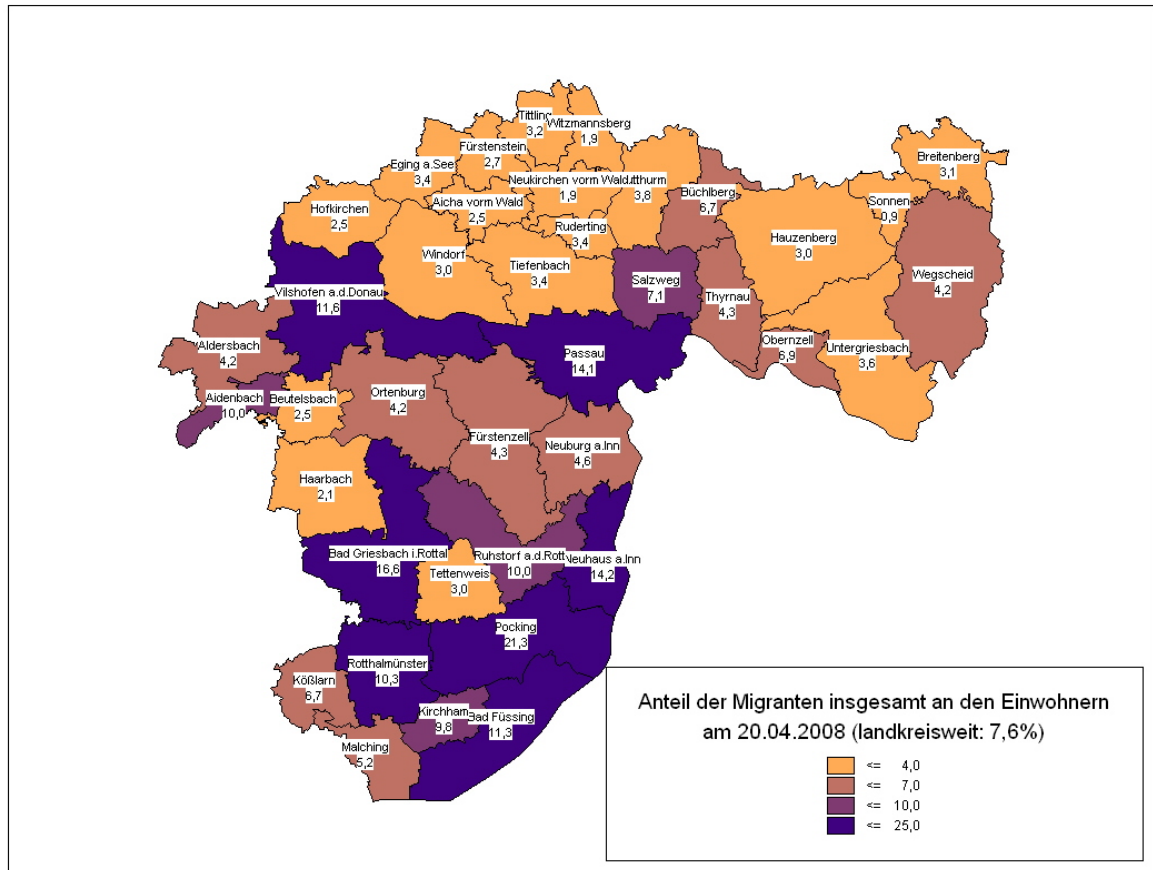 Tittling
3,2
Witzmannsberg
1,9
Fürstenstein
2,7
Eging a.See
3,4
Neukirchen vorm Wald
1,9
utthurm
3,8
Büchlberg
6,7
Breitenberg
3,1
Sonnen
0,9
Aicha vorm Wald
2,5
Hofkirchen
2,5
Ruderting
3,4
Hauzenberg
3,0
Windorf
3,0
Tiefenbach
3,4
Salzweg
7,1
Wegscheid
4,2
Vilshofen a.d.Donau
11,6
Thyrnau
4,3
Aldersbach
4,2
Passau
14,1
Obernzell
6,9
Untergriesbach
3,6
Aidenbach
10,0
Beutelsbach
2,5
Ortenburg
4,2
Fürstenzell
4,3
Neuburg a.Inn
4,6
Haarbach
2,1
Bad Griesbach i.Rottal
16,6
Ruhstorf a.d.Rott
10,0
Neuhaus a.Inn
14,2
Tettenweis
3,0
Pocking
21,3
Rotthalmünster
10,3
Kößlarn
6,7
Kirchham
9,8
Bad Füssing
11,3
Malching
5,2
Anteil der Migranten insgesamt an den Einwohnern
am 20.04.2008 (landkreisweit: 7,6%)
<= 4,0
<= 7,0
<= 10,0
<= 25,0